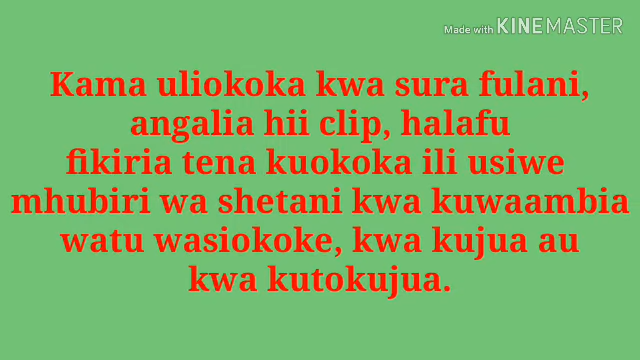 Made with KINEMASTER
Kama uliokoka kwa sura fulani,
angalia hii clip, halafu
fikiria tena kuokoka ili usiwe
mhubiri wa shetani kwa kuwaambia
watu wasiokoke, kwa kujua au
kwa kutokujua.